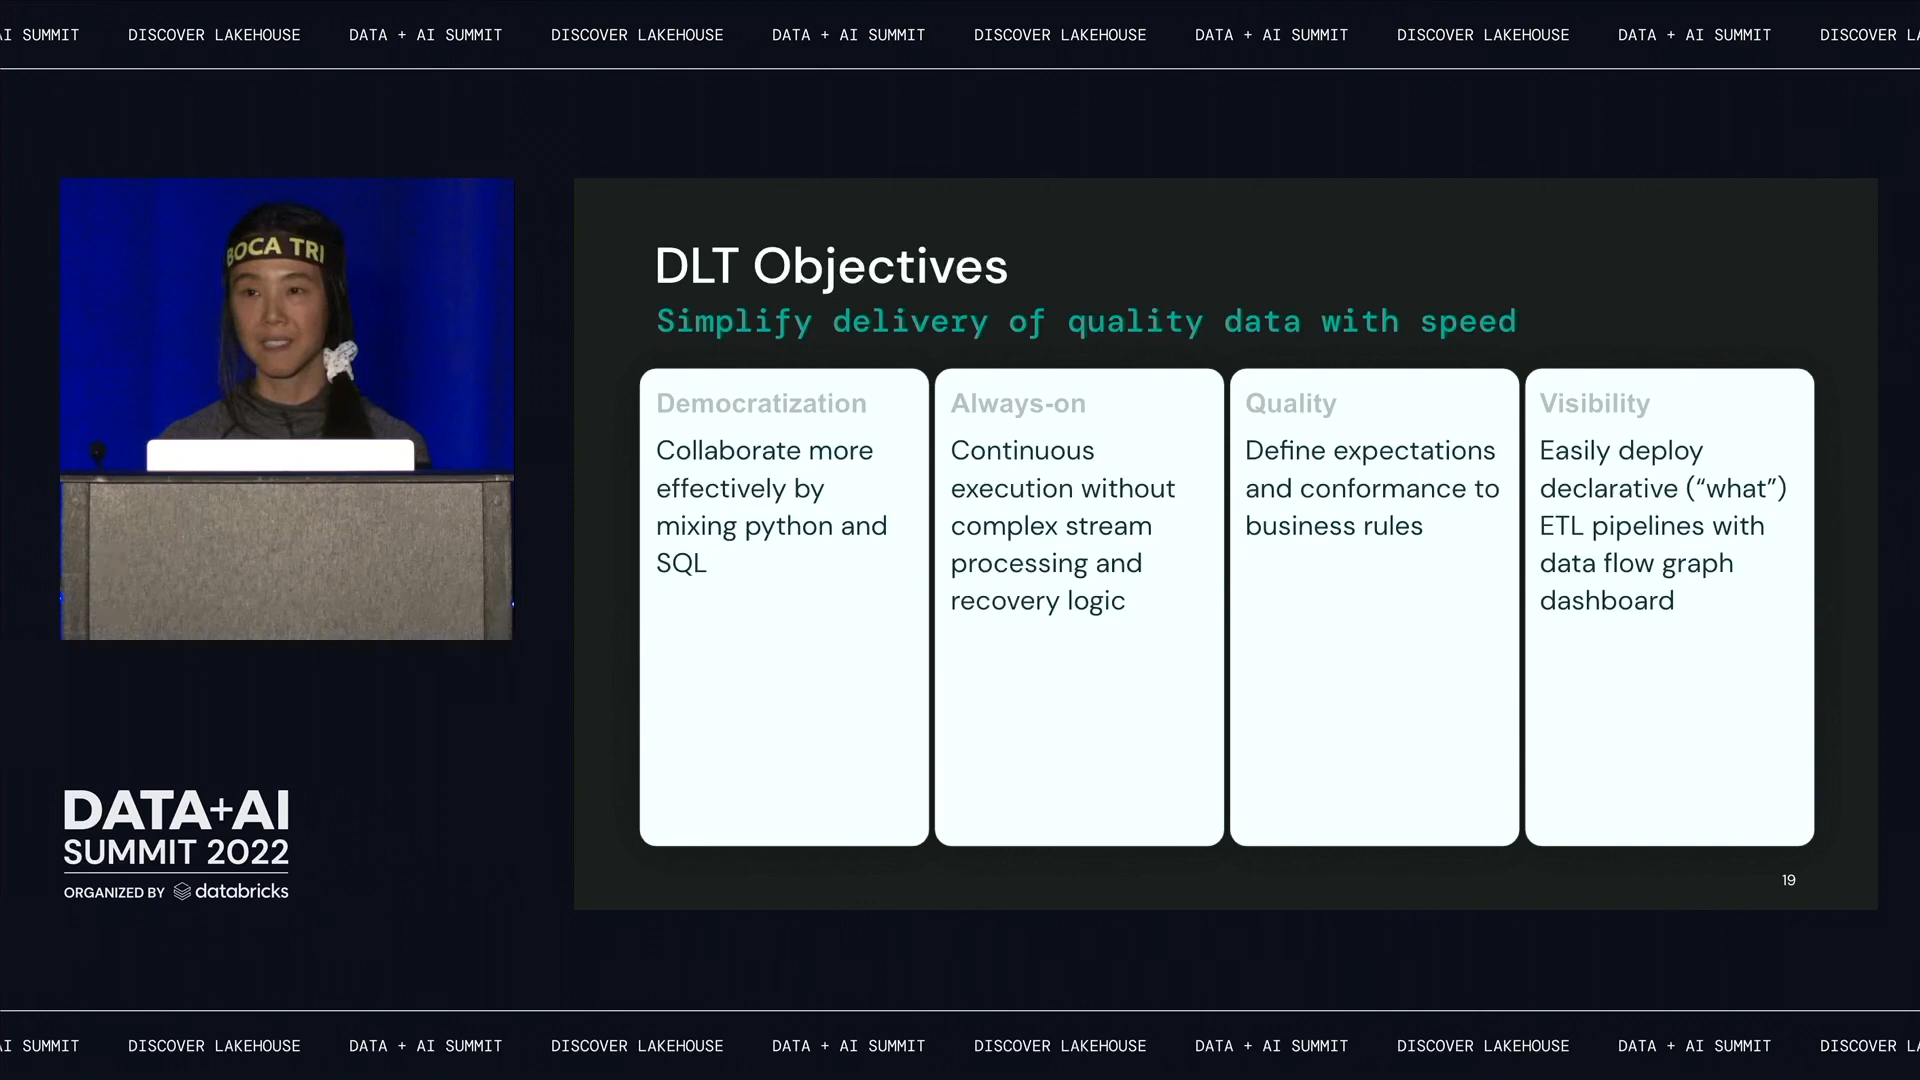 AI SUMMIT DISCOVER LAKEHOUSE DATA + AI SUMMIT DISCOVER LAKEHOUSE DATA + AI SUMMIT DISCOVER LAKEHOUSE DATA + AI SUMMIT DISCOVER LAKEHOUSE DATA + AI SUMMIT DISCOVER
BOCA TRI
DLT Objectives
Simplify delivery of quality data with speed
Democratization
Collaborate more
effectively by
mixing python and
SQL
Always-on
Continuous
execution without
complex stream
processing and
recovery logic
Quality
Define expectations
and conformance to
business rules
Visibility
Easily deploy
declarative (“what”)
ETL pipelines with
data flow graph
dashboard
19
DATA+AI
SUMMIT 2022
ORGANIZED BY databricks
AI SUMMIT DISCOVER LAKEHOUSE DATA + AI SUMMIT DISCOVER LAKEHOUSE DATA + AI SUMMIT DISCOVER LAKEHOUSE DATA + AI SUMMIT DISCOVER LAKEHOUSE DATA + AI SUMMIT DISCOVER